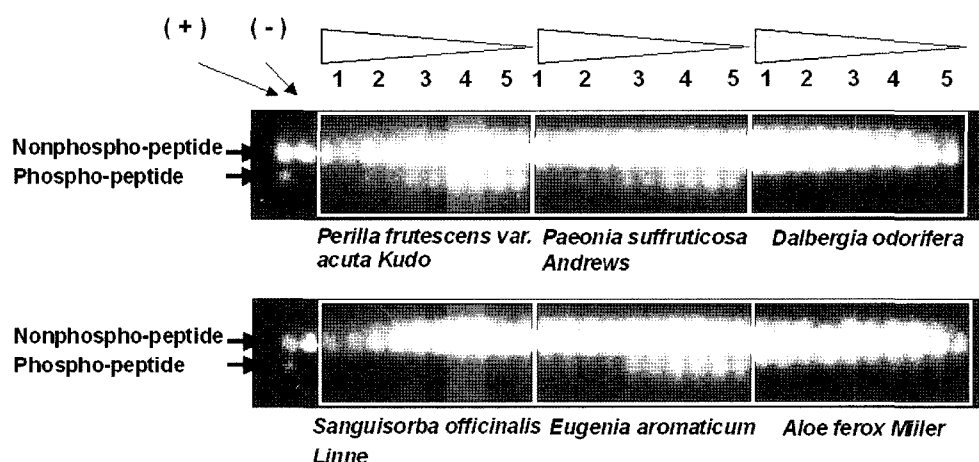 ( + ) ( - )
1 2 3 4 5 1 2 3 4 5 1 2 3 4 5
Nonphospho-peptide
Phospho-peptide
Perilla frutescens var. acuta Kudo
Paeonia suffruticosa Andrews
Dalbergia odorifera
Nonphospho-peptide
Phospho-peptide
Sanguisorba officinalis Linne
Eugenia aromaticum
Aloe ferox Miller